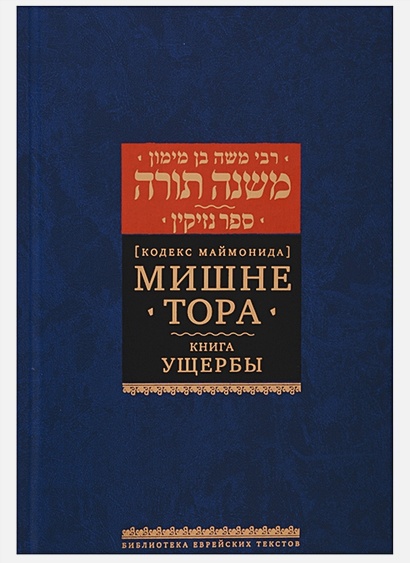 · רבי משה בן מימון ·
משנה תורה
· ספר נזיקין ·
[КОДЕКС МАЙМОНИДА]
МИШНЕ
· ТОРА ·
КНИГА
УЩЕРБЫ
БИБЛИОТЕКА ЕВРЕЙСКИХ ТЕКСТОВ